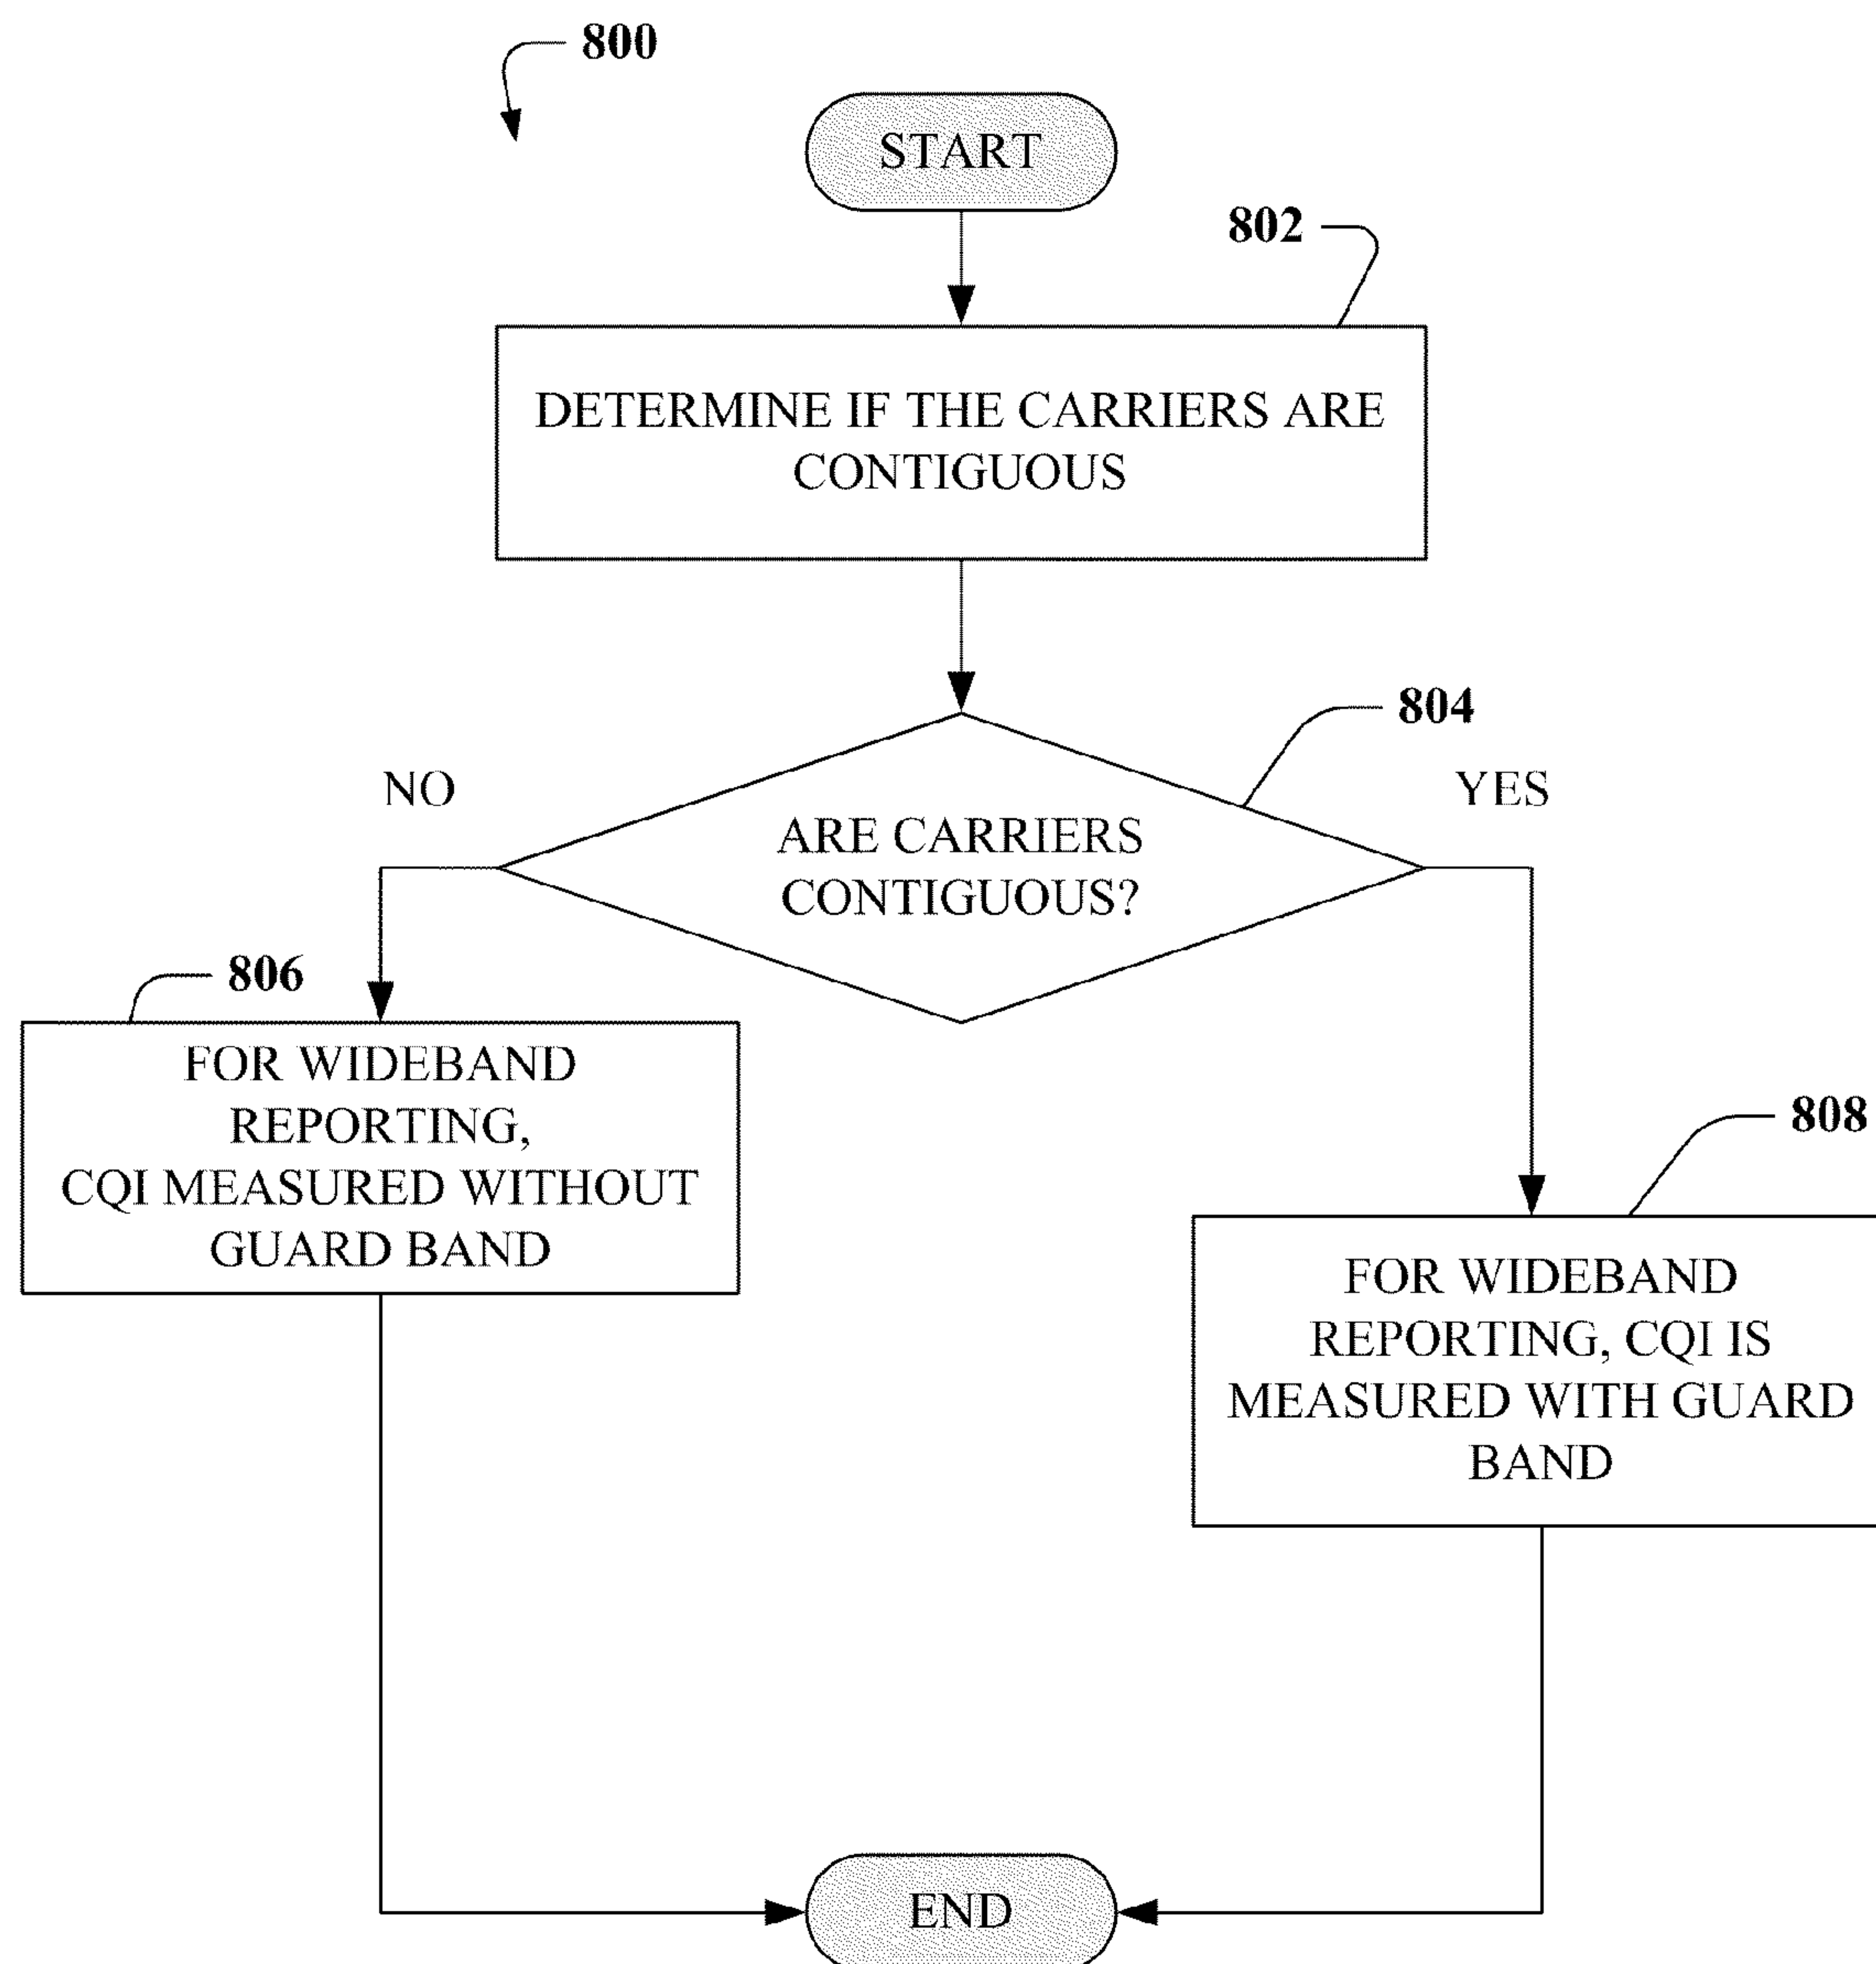 800
START
802
DETERMINE IF THE CARRIERS ARE
CONTIGUOUS
804
NO
YES
ARE CARRIERS
CONTIGUOUS?
806
FOR WIDEBAND
REPORTING,
CQI MEASURED WITHOUT
GUARD BAND
808
FOR WIDEBAND
REPORTING, CQI IS
MEASURED WITH GUARD
BAND
END